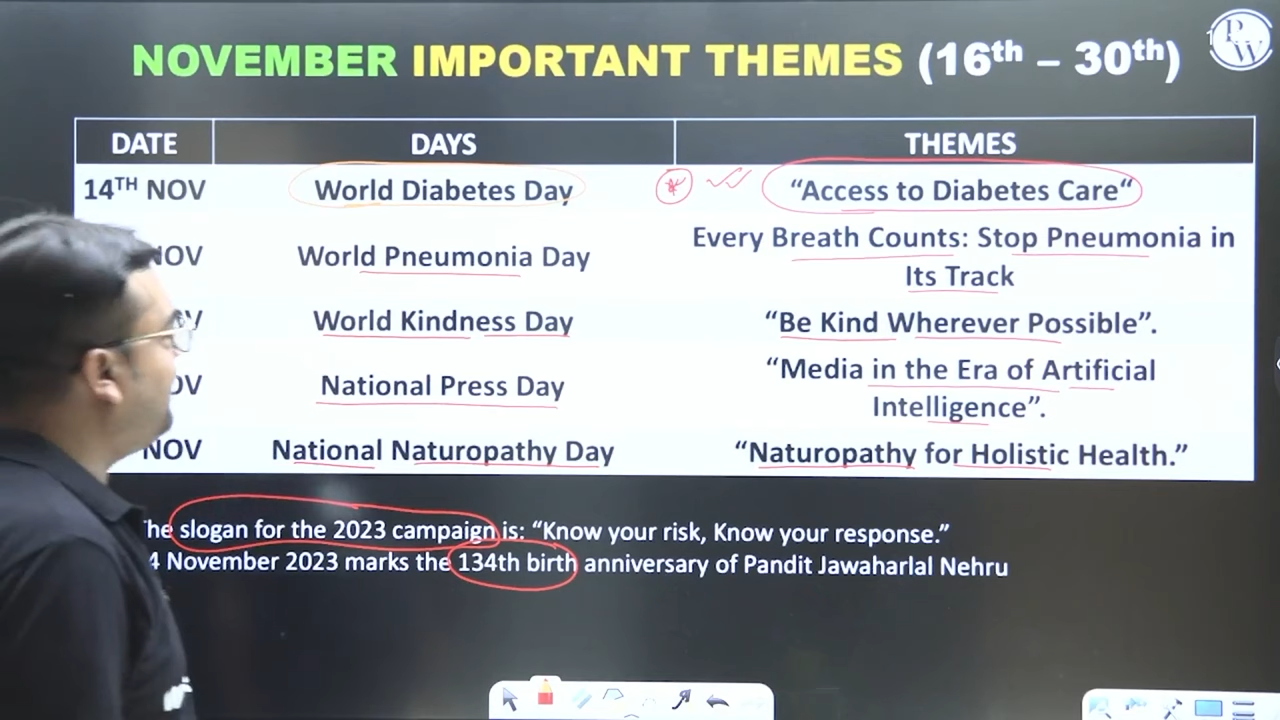 NOVEMBER IMPORTANT THEMES (16th – 30th)
PW
DATE DAYS THEMES
14TH NOV World Diabetes Day “Access to Diabetes Care“
NOV World Pneumonia Day Every Breath Counts: Stop Pneumonia in
Its Track
World Kindness Day “Be Kind Wherever Possible”.
National Press Day “Media in the Era of Artificial
Intelligence”.
NOV National Naturopathy Day “Naturopathy for Holistic Health.”
slogan for the 2023 campaign is: “Know your risk, Know your response.”
4 November 2023 marks the 134th birth anniversary of Pandit Jawaharlal Nehru